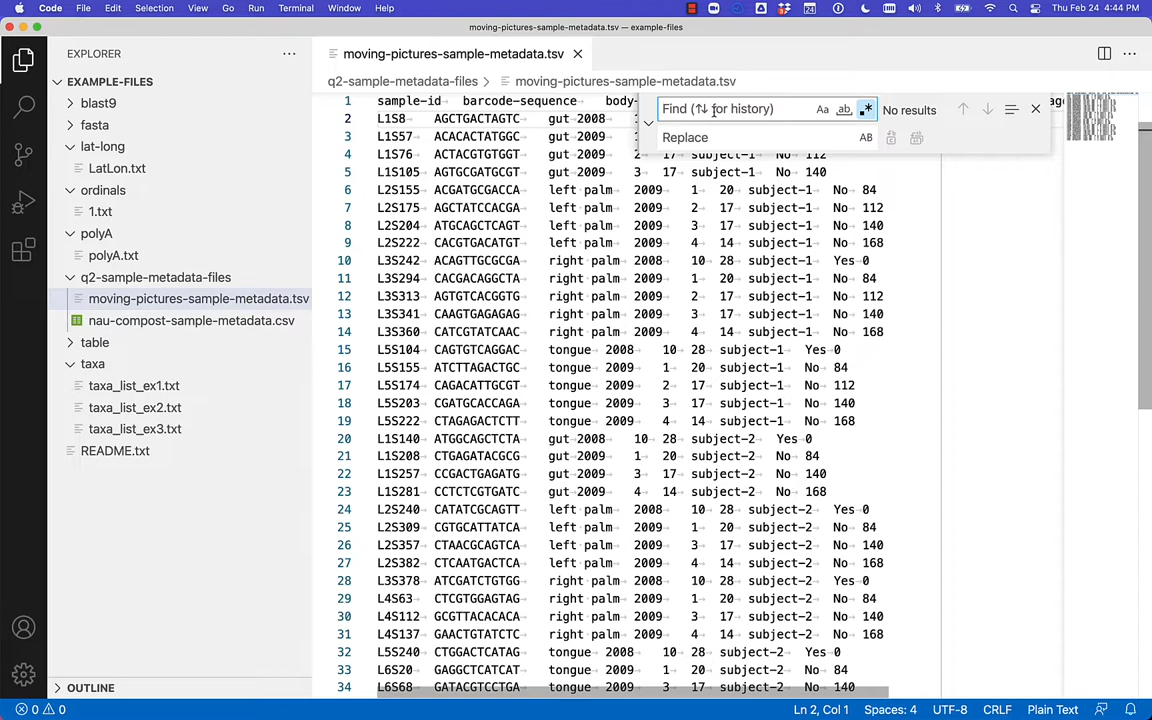 Code File Edit Selection View Go Run Terminal Window Help Thu Feb 24 4:44 PM
moving-pictures-sample-metadata.tsv — example-files
EXPLORER
EXAMPLE-FILES
blast9
fasta
lat-long
LatLon.txt
ordinals
1.txt
polyA
polyA.txt
q2-sample-metadata-files
moving-pictures-sample-metadata.tsv
nau-compost-sample-metadata.csv
table
taxa
taxa_list_ex1.txt
taxa_list_ex2.txt
taxa_list_ex3.txt
README.txt
OUTLINE
moving-pictures-sample-metadata.tsv
q2-sample-metadata-files > moving-pictures-sample-metadata.tsv
Find (↑↓ for history) Aa ab .* No results
Replace AB
1 sample-id barcode-sequence body-
2 L1S8 AGCTGACTAGTC gut 2008
3 L1S57 ACACACTATGGC gut 2009
4 L1S76 ACTACGTGTGGT gut 2009 2 17 subject-1 No 112
5 L1S105 AGTGCGATGCGT gut 2009 3 17 subject-1 No 140
6 L2S155 ACGATGCGACCA left palm 2009 1 20 subject-1 No 84
7 L2S175 AGCTATCCACGA left palm 2009 2 17 subject-1 No 112
8 L2S204 ATGCAGCTCAGT left palm 2009 3 17 subject-1 No 140
9 L2S222 CACGTGACATGT left palm 2009 4 14 subject-1 No 168
10 L3S242 ACAGTTGCGCGA right palm 2008 10 28 subject-1 Yes 0
11 L3S294 CACGACAGGCTA right palm 2009 1 20 subject-1 No 84
12 L3S313 AGTGTCACGGTG right palm 2009 2 17 subject-1 No 112
13 L3S341 CAAGTGAGAGAG right palm 2009 3 17 subject-1 No 140
14 L3S360 CATCGTATCAAC right palm 2009 4 14 subject-1 No 168
15 L5S104 CAGTGTCAGGAC tongue 2008 10 28 subject-1 Yes 0
16 L5S155 ATCTTAGACTGC tongue 2009 1 20 subject-1 No 84
17 L5S174 CAGACATTGCGT tongue 2009 2 17 subject-1 No 112
18 L5S203 CGATGCACCAGA tongue 2009 3 17 subject-1 No 140
19 L5S222 CTAGAGACTCTT tongue 2009 4 14 subject-1 No 168
20 L1S140 ATGGCAGCTCTA gut 2008 10 28 subject-2 Yes 0
21 L1S208 CTGAGATACGCG gut 2009 1 20 subject-2 No 84
22 L1S257 CCGACTGAGATG gut 2009 3 17 subject-2 No 140
23 L1S281 CCTCTCGTGATC gut 2009 4 14 subject-2 No 168
24 L2S240 CATATCGCAGTT left palm 2008 10 28 subject-2 Yes 0
25 L2S309 CGTGCATTATCA left palm 2009 1 20 subject-2 No 84
26 L2S357 CTAACGCAGTCA left palm 2009 3 17 subject-2 No 140
27 L2S382 CTCAATGACTCA left palm 2009 4 14 subject-2 No 168
28 L3S378 ATCGATCTGTGG right palm 2008 10 28 subject-2 Yes 0
29 L4S63 CTCGTGGAGTAG right palm 2009 1 20 subject-2 No 84
30 L4S112 GCGTTACACACA right palm 2009 3 17 subject-2 No 140
31 L4S137 GAACTGTATCTC right palm 2009 4 14 subject-2 No 168
32 L5S240 CTGGACTCATAG tongue 2008 10 28 subject-2 Yes 0
33 L6S20 GAGGCTCATCAT tongue 2009 1 20 subject-2 No 84
34 L6S68 GATACGTCCTGA tongue 2009 3 17 subject-2 No 140
0 0 Ln 2, Col 1 Spaces: 4 UTF-8 CRLF Plain Text